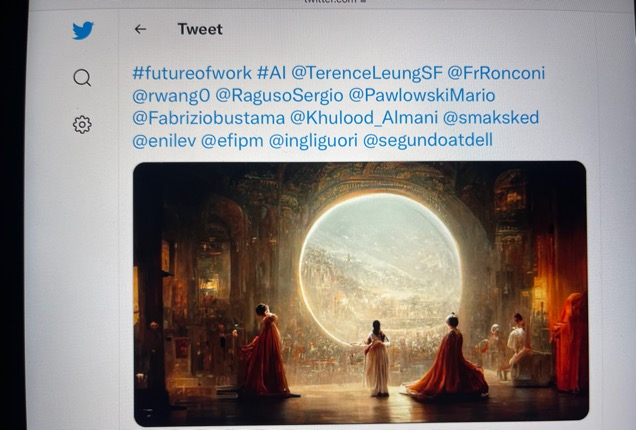 Tweet
#futureofwork #AI @TerenceLeungSF @FrRonconi
@rwang0 @RagusoSergio @PawlowskiMario
@Fabriziobustama @Khulood_Almani @smaksked
@enilev @efipm @ingliguori @segundoatdell